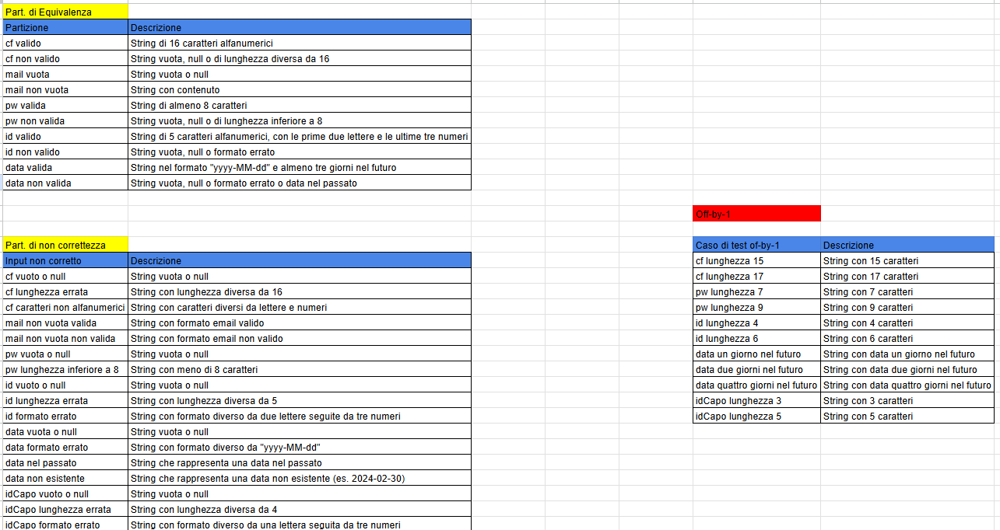 Part. di Equivalenza
Partizione Descrizione
cf valido String di 16 caratteri alfanumerici
cf non valido String vuota, null o di lunghezza diversa da 16
mail vuota String vuota o null
mail non vuota String con contenuto
pw valida String di almeno 8 caratteri
pw non valida String vuota, null o di lunghezza inferiore a 8
id valido String di 5 caratteri alfanumerici, con le prime due lettere e le ultime tre numeri
id non valido String vuota, null o formato errato
data valida String nel formato "yyyy-MM-dd" e almeno tre giorni nel futuro
data non valida String vuota, null o formato errato o data nel passato
Part. di non correttezza
Input non corretto Descrizione
cf vuoto o null String vuota o null
cf lunghezza errata String con lunghezza diversa da 16
cf caratteri non alfanumerici String con caratteri diversi da lettere e numeri
mail non vuota valida String con formato email valido
mail non vuota non valida String con formato email non valido
pw vuota o null String vuota o null
pw lunghezza inferiore a 8 String con meno di 8 caratteri
id vuoto o null String vuota o null
id lunghezza errata String con lunghezza diversa da 5
id formato errato String con formato diverso da due lettere seguite da tre numeri
data vuota o null String vuota o null
data formato errato String con formato diverso da "yyyy-MM-dd"
data nel passato String che rappresenta una data nel passato
data non esistente String che rappresenta una data non esistente (es. 2024-02-30)
idCapo vuoto o null String vuota o null
idCapo lunghezza errata String con lunghezza diversa da 4
idCapo formato errato String con formato diverso da una lettera seguita da tre numeri
Off-by-1
Caso di test of-by-1 Descrizione
cf lunghezza 15 String con 15 caratteri
cf lunghezza 17 String con 17 caratteri
pw lunghezza 7 String con 7 caratteri
pw lunghezza 9 String con 9 caratteri
id lunghezza 4 String con 4 caratteri
id lunghezza 6 String con 6 caratteri
data un giorno nel futuro String con data un giorno nel futuro
data due giorni nel futuro String con data due giorni nel futuro
data quattro giorni nel futuro String con data quattro giorni nel futuro
idCapo lunghezza 3 String con 3 caratteri
idCapo lunghezza 5 String con 5 caratteri